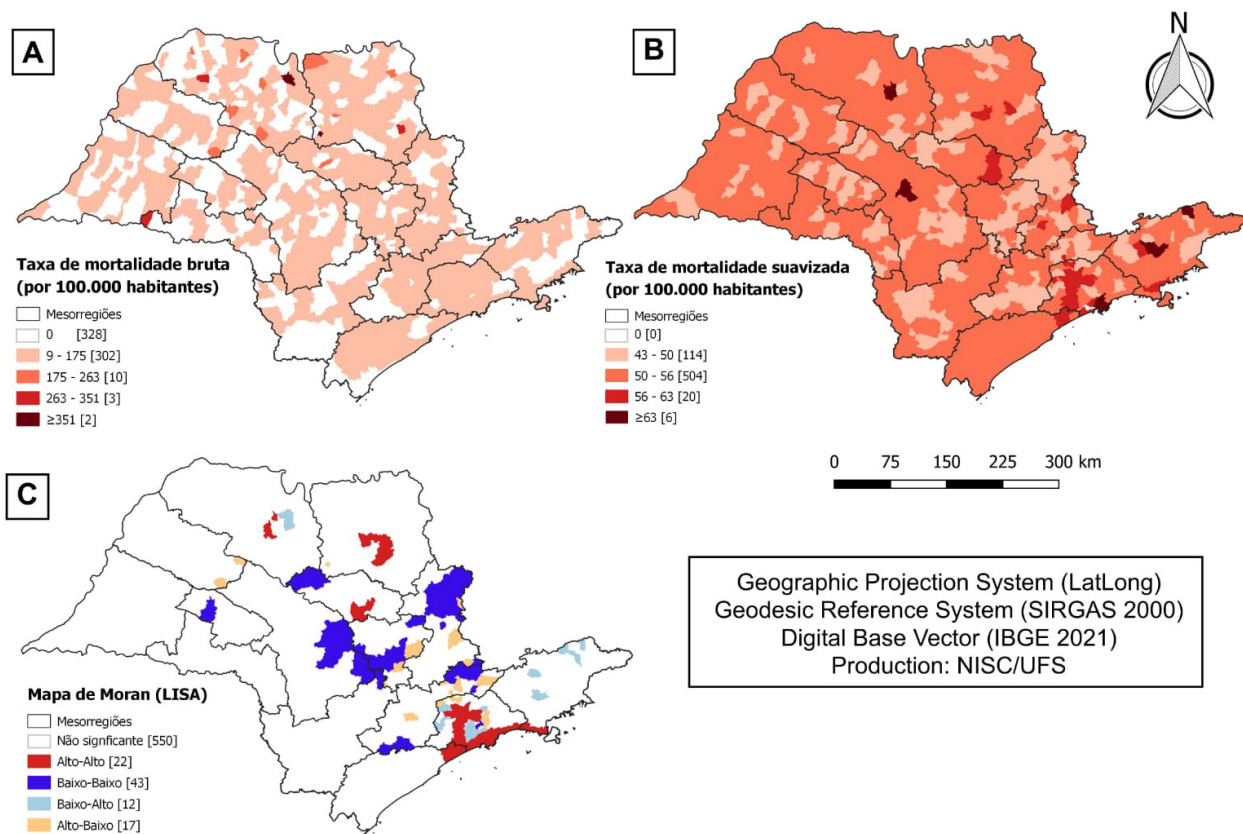 A
Taxa de mortalidade bruta
(por 100.000 habitantes)
Mesorregiões
0 [328]
9 - 175 [302]
175 - 263 [10]
263 - 351 [3]
≥351 [2]
B
N
Taxa de mortalidade suavizada
(por 100.000 habitantes)
Mesorregiões
0 [0]
43 - 50 [114]
50 - 56 [504]
56 - 63 [20]
≥63 [6]
0 75 150 225 300 km
C
Mapa de Moran (LISA)
Mesorregiões
Não signficante [550]
Alto-Alto [22]
Baixo-Baixo [43]
Baixo-Alto [12]
Alto-Baixo [17]
Geographic Projection System (LatLong)
Geodesic Reference System (SIRGAS 2000)
Digital Base Vector (IBGE 2021)
Production: NISC/UFS